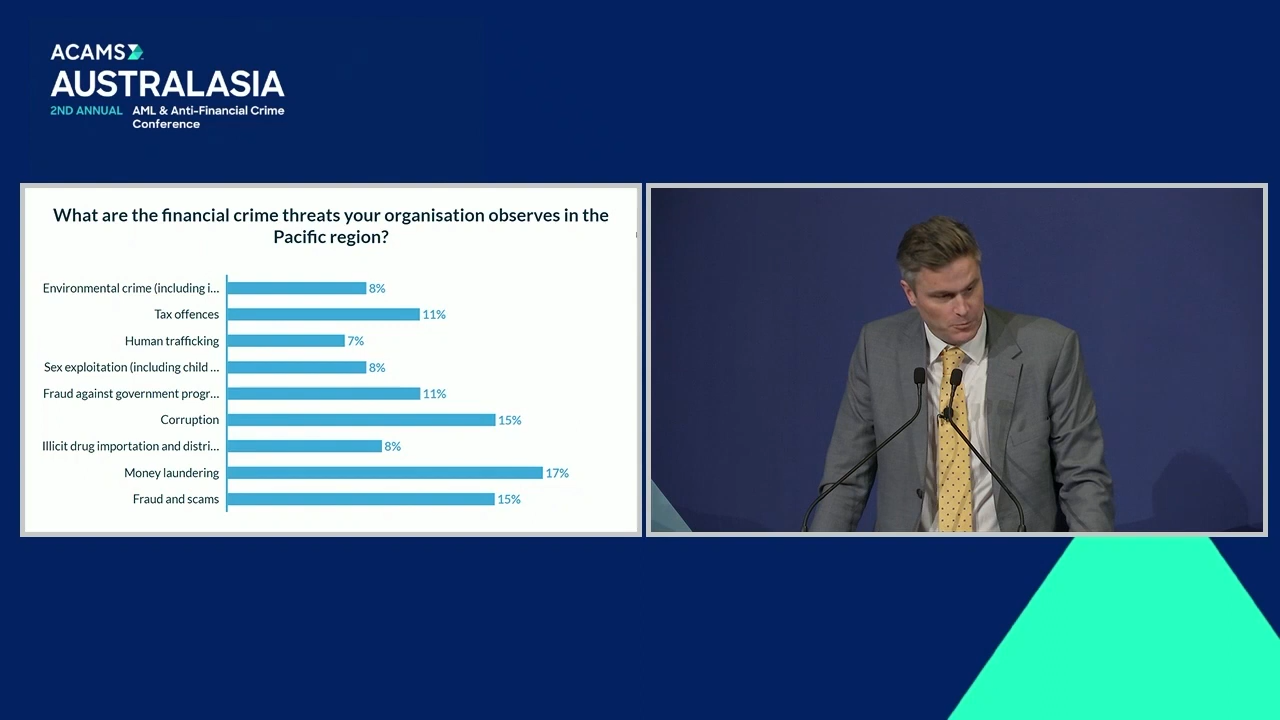 ACAMS
AUSTRALASIA
2ND ANNUAL AML & Anti-Financial Crime
Conference
What are the financial crime threats your organisation observes in the
Pacific region?
Environmental crime (including i... 8%
Tax offences 11%
Human trafficking 7%
Sex exploitation (including child ... 8%
Fraud against government progr... 11%
Corruption 15%
Illicit drug importation and distri... 8%
Money laundering 17%
Fraud and scams 15%